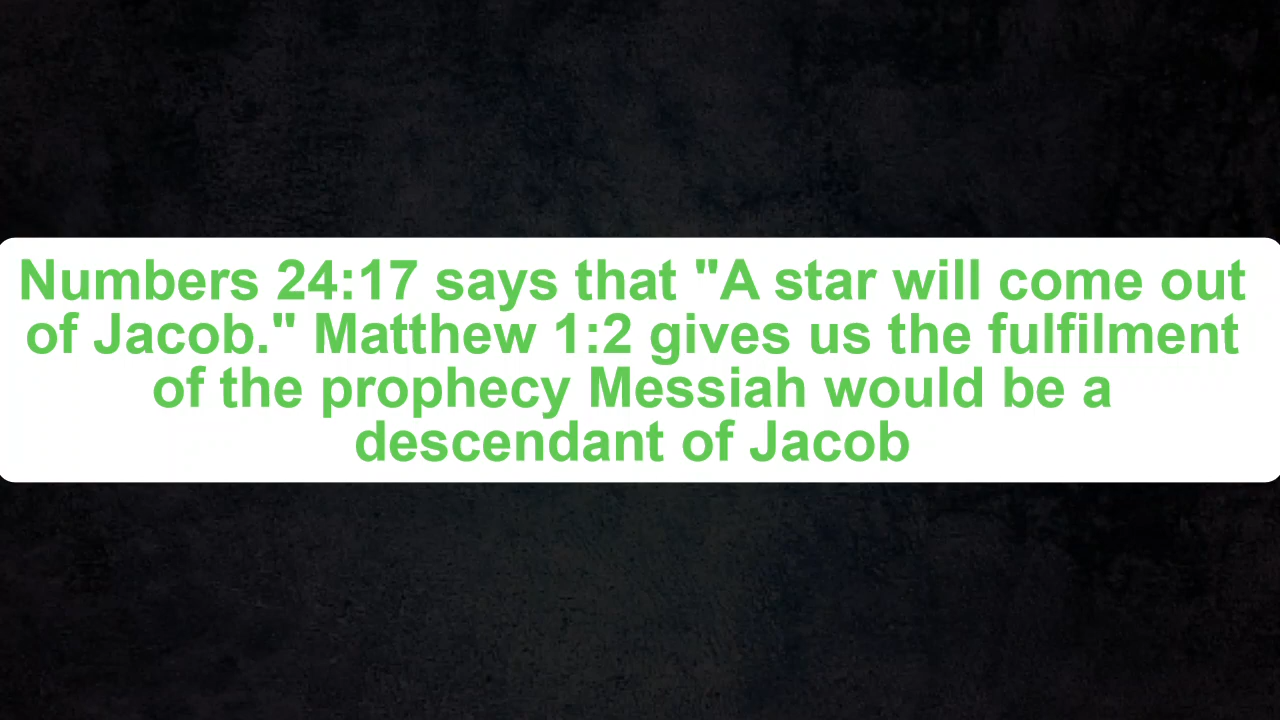 Numbers 24:17 says that "A star will come out
of Jacob." Matthew 1:2 gives us the fulfilment
of the prophecy Messiah would be a
descendant of Jacob